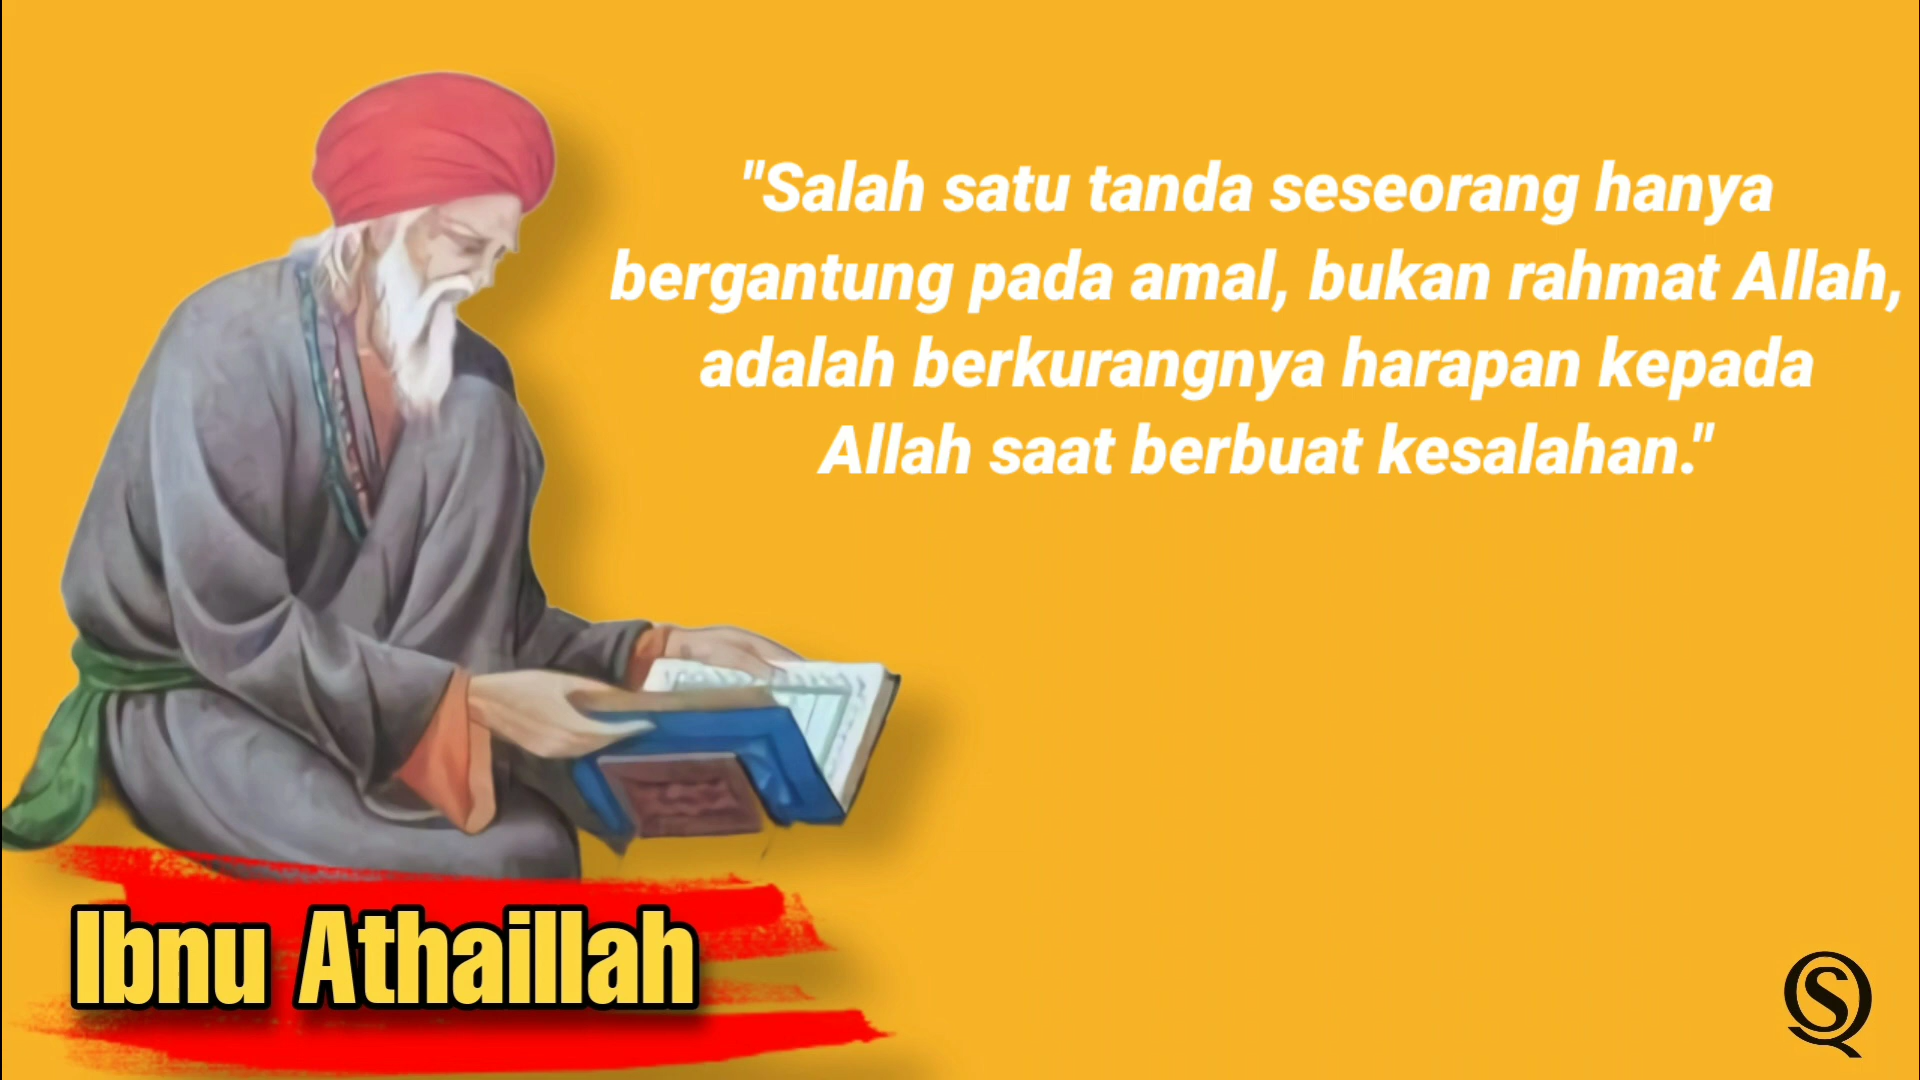 "Salah satu tanda seseorang hanya
bergantung pada amal, bukan rahmat Allah,
adalah berkurangnya harapan kepada
Allah saat berbuat kesalahan."
Ibnu Athaillah
SQ